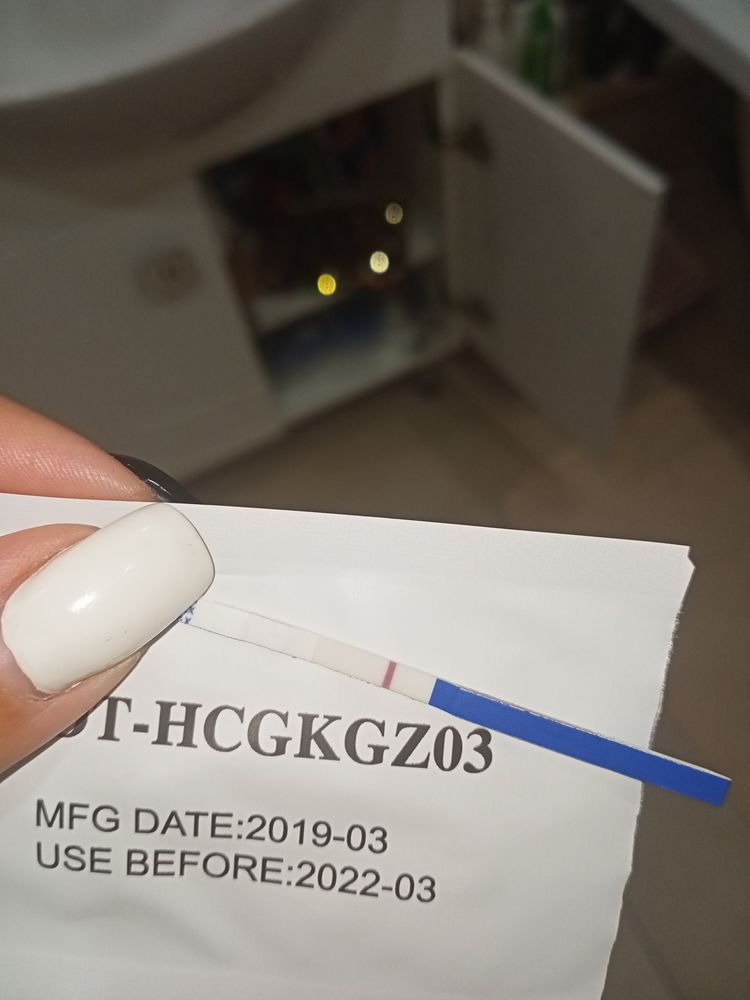 T-HCGKGZ03
MFG DATE:2019-03
USE BEFORE:2022-03